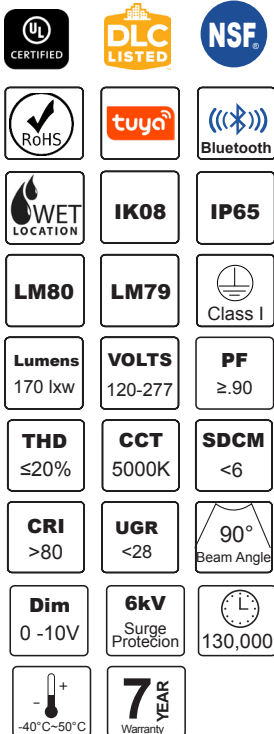 UL
CERTIFIED
DLC
LISTED
NSF®
RoHS
tuya
Bluetooth
WET
LOCATION
IK08
IP65
LM80
LM79
Class I
Lumens
170 lxw
VOLTS
120-277
PF
≥.90
THD
≤20%
CCT
5000K
SDCM
<6
CRI
>80
UGR
<28
90°
Beam Angle
Dim
0 -10V
6kV
Surge
Protecion
130,000
- +
-40°C~50°C
7 YEAR
Warranty